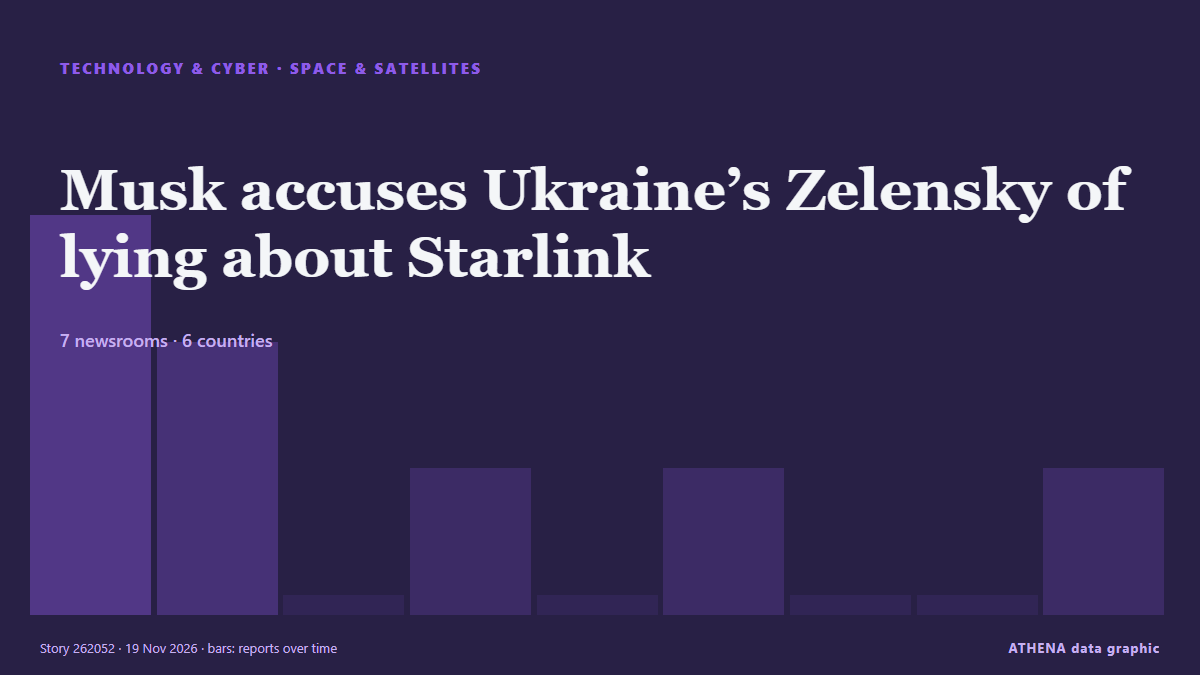 TECHNOLOGY & CYBER · SPACE & SATELLITES
Musk accuses Ukraine’s Zelensky of
lying about Starlink
7 newsrooms · 6 countries
Story 262052 · 19 Nov 2026 · bars: reports over time
ATHENA data graphic